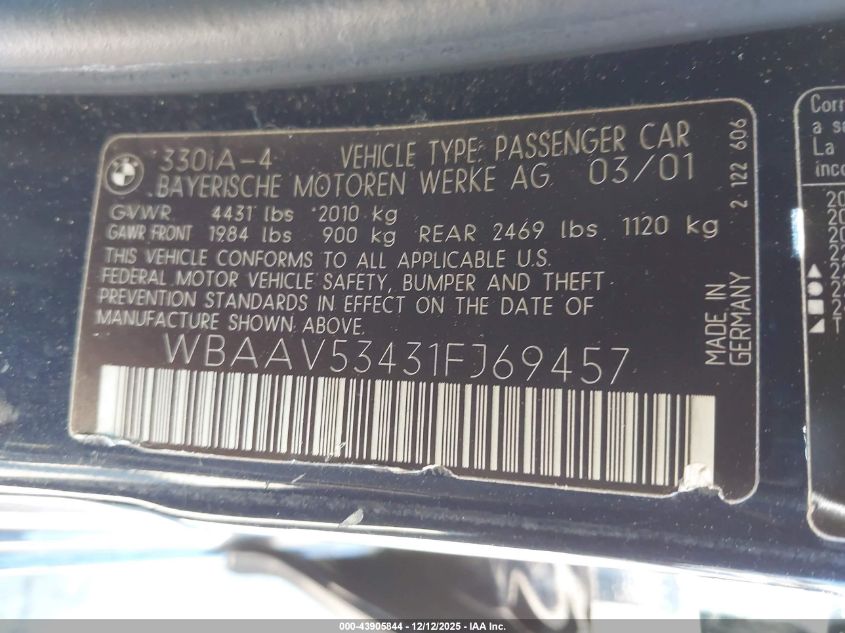 330iA-4 VEHICLE TYPE: PASSENGER CAR
BAYERISCHE MOTOREN WERKE AG 03/01
GVWR 4431 lbs 2010 kg
GAWR FRONT 1984 lbs 900 kg REAR 2469 lbs 1120 kg
THIS VEHICLE CONFORMS TO ALL APPLICABLE U.S.
FEDERAL MOTOR VEHICLE SAFETY, BUMPER AND THEFT
PREVENTION STANDARDS IN EFFECT ON THE DATE OF
MANUFACTURE SHOWN ABOVE.
WBAAV53431FJ69457
MADE IN
GERMANY
2 122 606
a
La
000-43905844 - 12/12/2025 - IAA Inc.